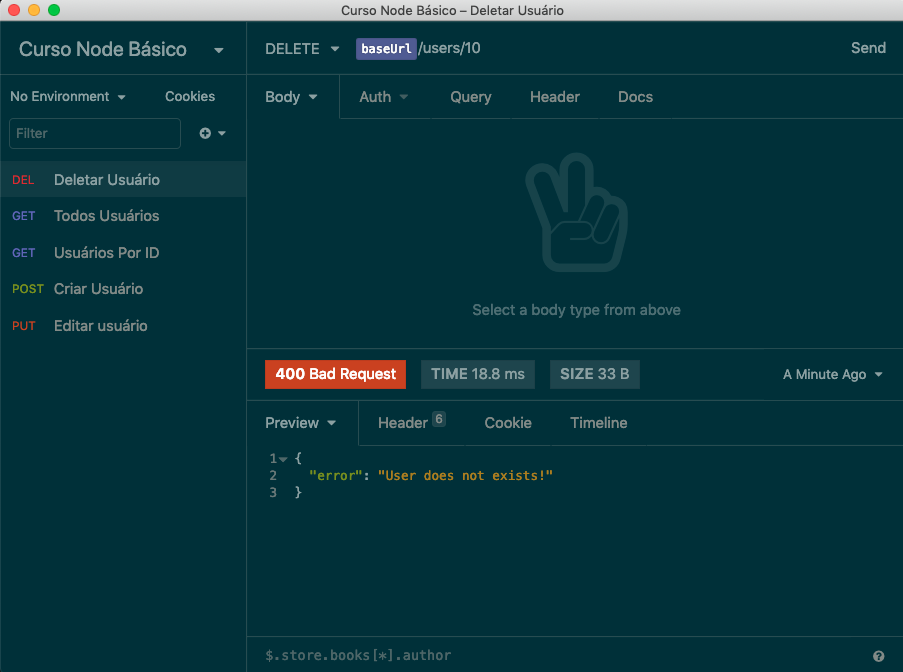 Curso Node Básico – Deletar Usuário
Curso Node Básico
DELETE baseUrl/users/10 Send
No Environment Cookies
Body Auth Query Header Docs
Filter
DEL Deletar Usuário
GET Todos Usuários
GET Usuários Por ID
POST Criar Usuário
PUT Editar usuário
Select a body type from above
400 Bad Request TIME 18.8 ms SIZE 33 B A Minute Ago
Preview Header 6 Cookie Timeline
1 {
2 "error": "User does not exists!"
3 }
$.store.books[*].author